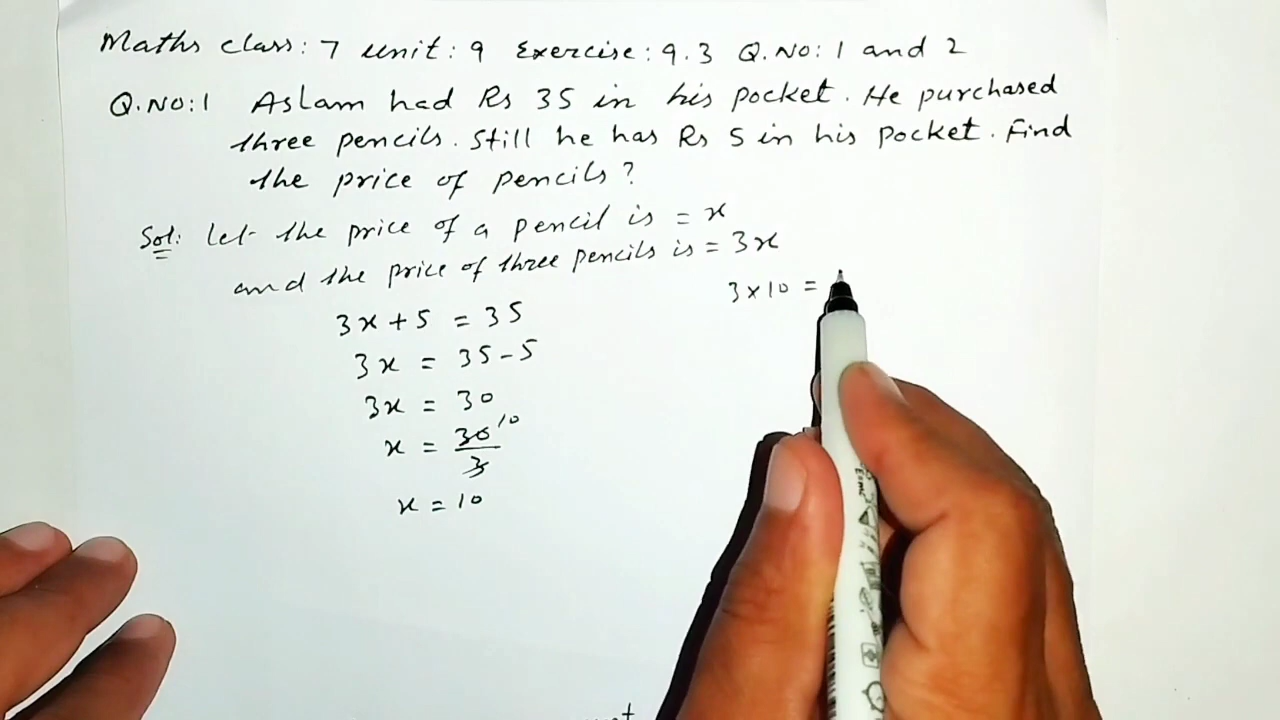 Maths class: 7 unit: 9 Exercise: 9.3 Q.No: 1 and 2
Q.No:1 Aslam had Rs 35 in his pocket. He purchased
three pencils. Still he has Rs 5 in his pocket. Find
the price of pencils?
Sol: Let the price of a pencil is = x
and the price of three pencils is = 3x
3 x 10 =
3x + 5 = 35
3x = 35 - 5
3x = 30
x = 30/3 10
x = 10